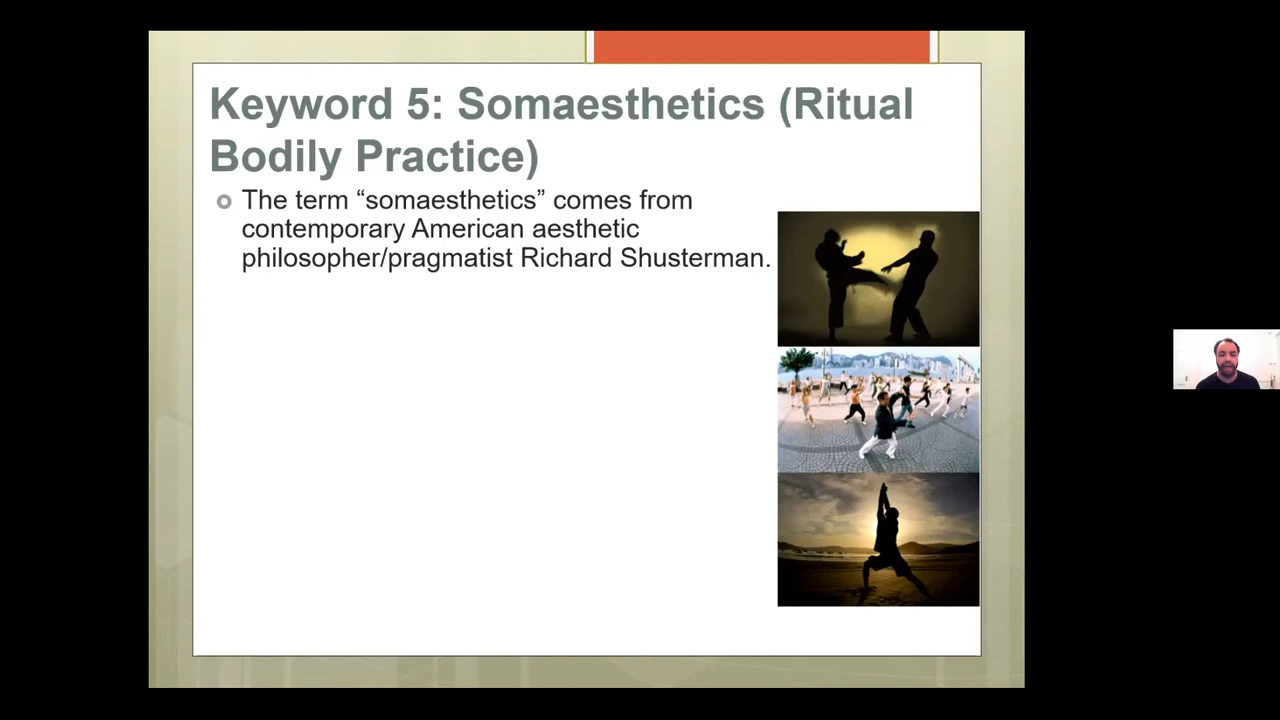 Keyword 5: Somaesthetics (Ritual
Bodily Practice)
The term “somaesthetics” comes from
contemporary American aesthetic
philosopher/pragmatist Richard Shusterman.